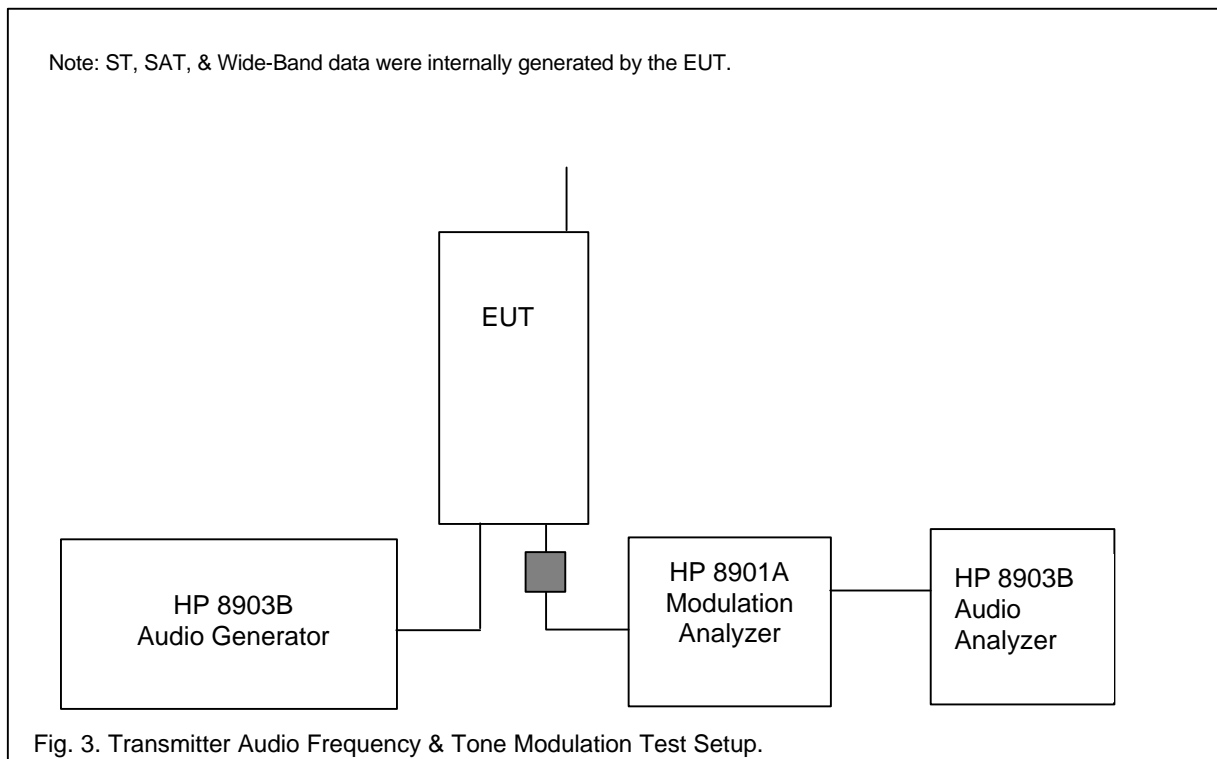 Note: ST, SAT, & Wide-Band data were internally generated by the EUT.
EUT
HP 8903B
Audio Generator
HP 8901A
Modulation
Analyzer
HP 8903B
Audio
Analyzer
Fig. 3. Transmitter Audio Frequency & Tone Modulation Test Setup.